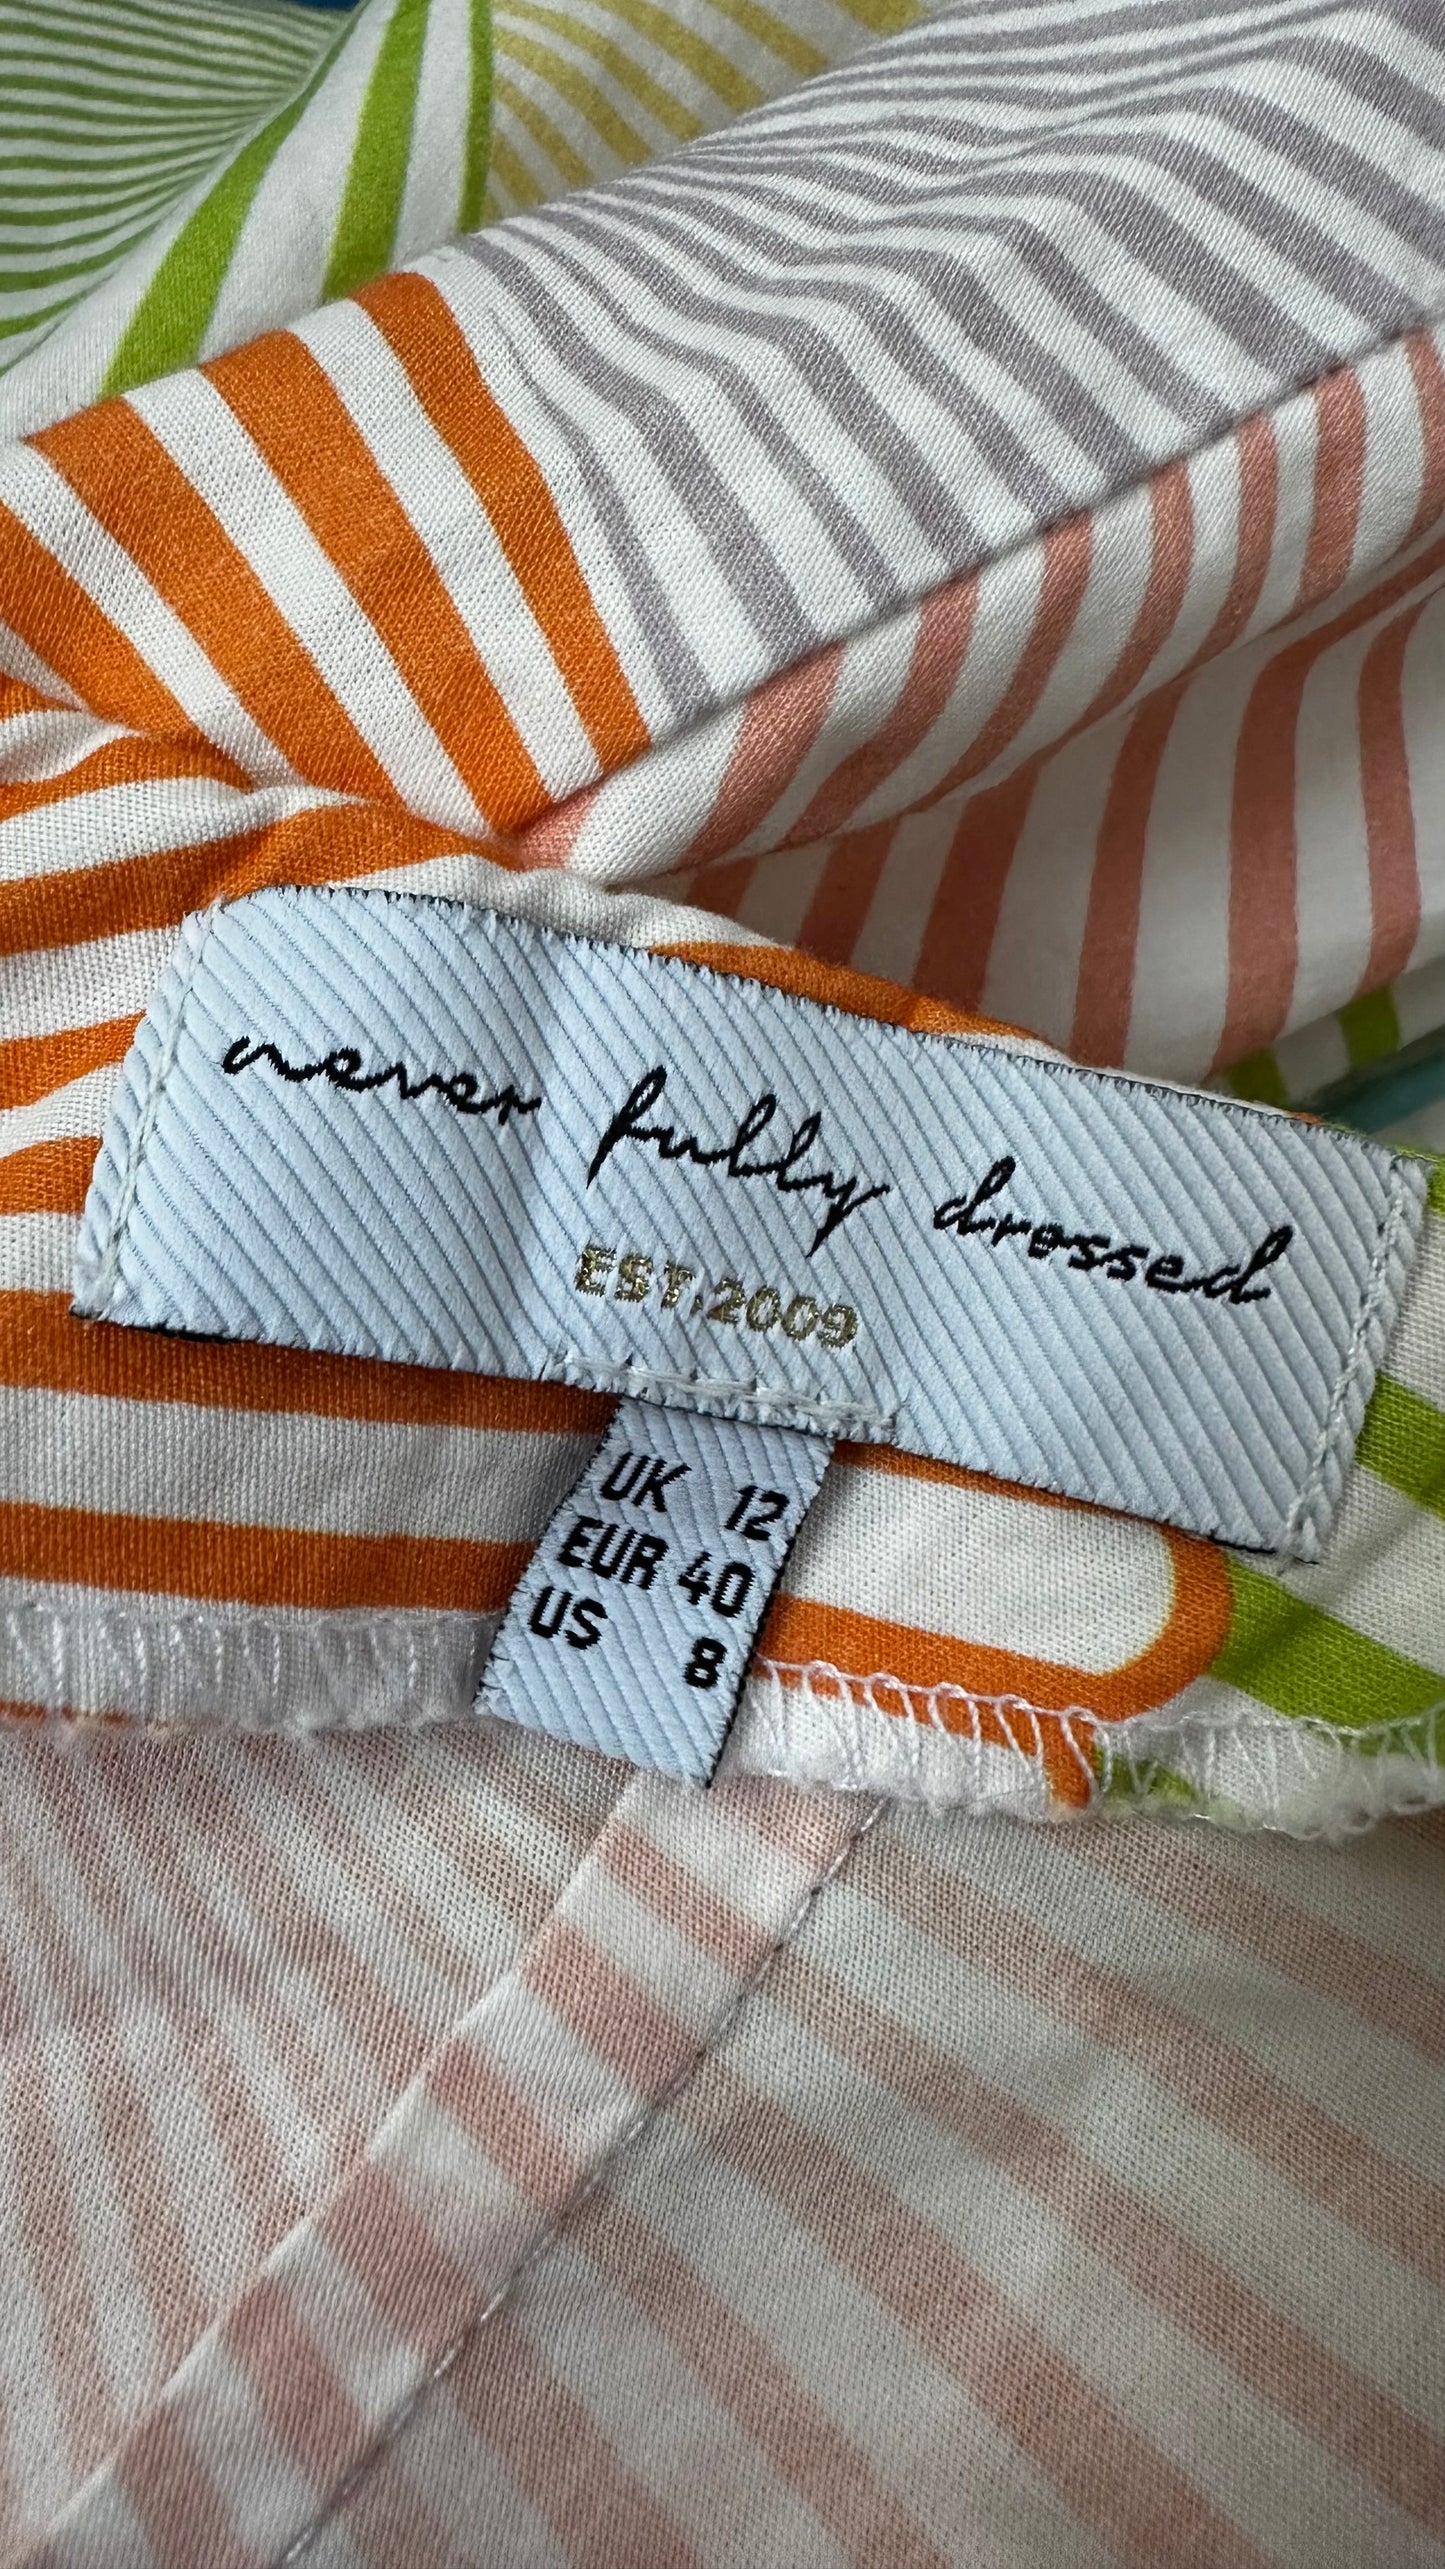 never fully dressed
EST.2009
UK 12
EUR 40
US 8